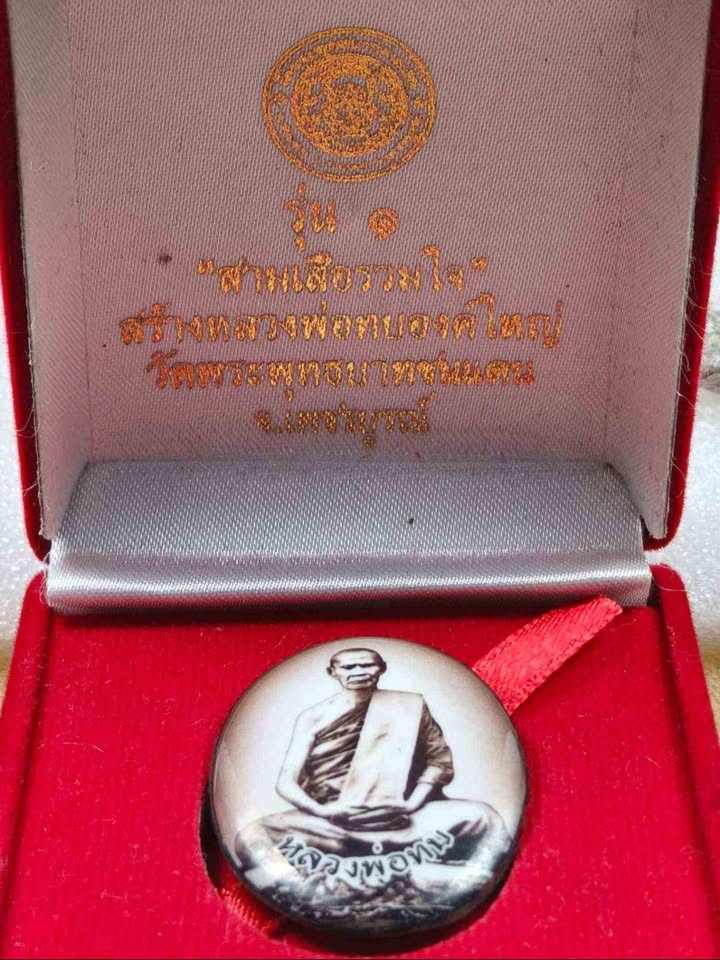 รุ่น ๑
"สามเสือรวมใจ"
สร้างหลวงพ่อทบองค์ใหญ่
วัดพระพุทธบาทชนแดน
จ.เพชรบูรณ์
หลวงพ่อทบ